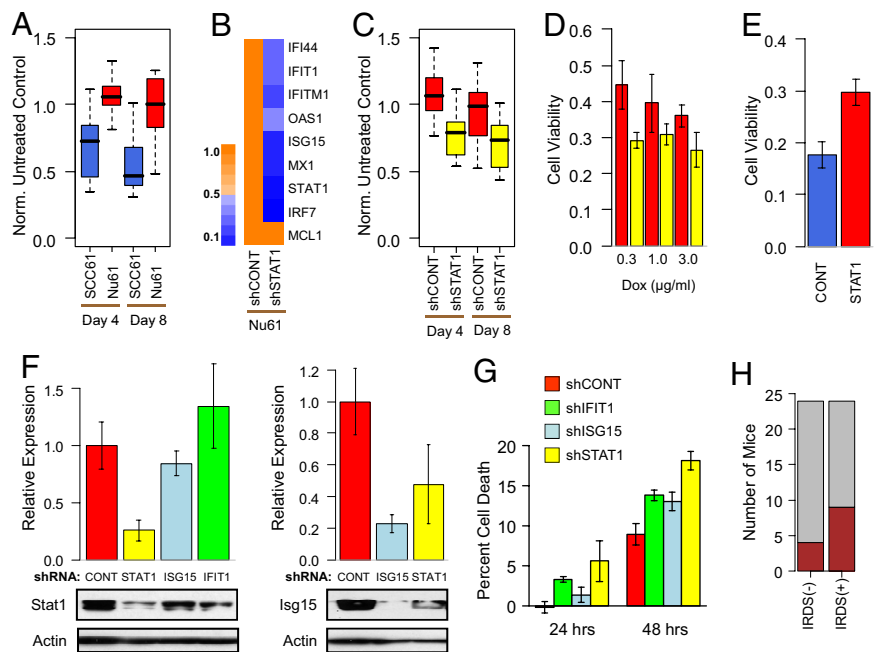 A
Norm. Untreated Control
1.5
1.0
0.5
0.0
SCC61
Nu61
SCC61
Nu61
Day 4
Day 8
B
1.0
0.5
0.1
IFI44
IFIT1
IFITM1
OAS1
ISG15
MX1
STAT1
IRF7
MCL1
shCONT
shSTAT1
Nu61
C
Norm. Untreated Control
1.5
1.0
0.5
0.0
shCONT
shSTAT1
shCONT
shSTAT1
Day 4
Day 8
D
Cell Viability
0.6
0.5
0.4
0.3
0.2
0.1
0.0
0.3 1.0 3.0
Dox (µg/ml)
E
Cell Viability
0.4
0.3
0.2
0.1
0.0
CONT
STAT1
F
Relative Expression
1.5
1.0
0.5
0.0
shRNA: CONT STAT1 ISG15 IFIT1
Stat1
Actin
Relative Expression
1.2
1.0
0.8
0.6
0.4
0.2
0.0
shRNA: CONT ISG15 STAT1
Isg15
Actin
G
shCONT
shIFIT1
shISG15
shSTAT1
Percent Cell Death
20
15
10
5
0
24 hrs 48 hrs
H
Number of Mice
25
20
15
10
5
0
IRDS(-)
IRDS(+)